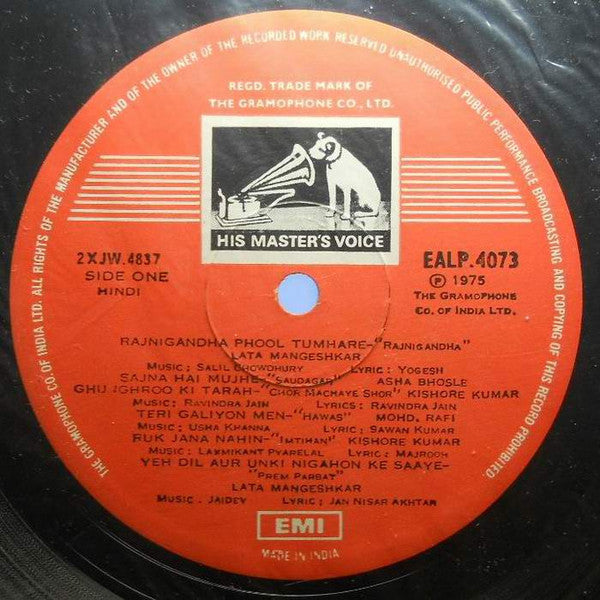 THE GRAMOPHONE CO. OF INDIA LTD. ALL RIGHTS OF THE MANUFACTURER AND OF THE OWNER OF THE RECORDED WORK RESERVED UNAUTHORISED PUBLIC PERFORMANCE BROADCASTING AND COPYING OF THIS RECORD PROHIBITED.
REGD. TRADE MARK OF
THE GRAMOPHONE CO., LTD.
HIS MASTER'S VOICE
2XJW.4837
SIDE ONE
HINDI
EALP.4073
Ⓟ 1975
THE GRAMOPHONE
CO. OF INDIA LTD.
RAJNIGANDHA PHOOL TUMHARE-"RAJNIGANDHA"
LATA MANGESHKAR
MUSIC; SALIL CHOWDHURY LYRIC: YOGESH
SAJNA HAI MUJHE-"SAUDAGAR" ASHA BHOSLE
GHUNGHROO KI TARAH-"CHOR MACHAYE SHOR" KISHORE KUMAR
MUSIC; RAVINDRA JAIN LYRICS: RAVINDRA JAIN
TERI GALIYON MEN-"HAWAS" MOHD. RAFI
MUSIC: USHA KHANNA LYRIC: SAWAN KUMAR
RUK JANA NAHIN-"IMTIHAN" KISHORE KUMAR
MUSIC: LAXMIKANT PYARELAL LYRIC: MAJROOH
YEH DIL AUR UNKI NIGAHON KE SAAYE-
"PREM PARBAT"
LATA MANGESHKAR
MUSIC. JAIDEV LYRIC: JAN NISAR AKHTAR
EMI
MADE IN INDIA